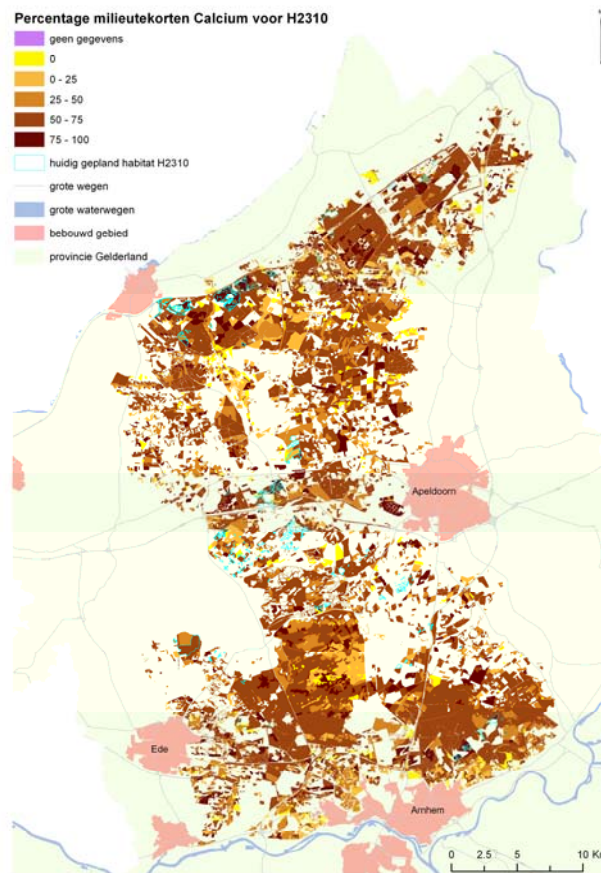 Percentage milieutekorten Calcium voor H2310
geen gegevens
0
0 - 25
25 - 50
50 - 75
75 - 100
huidig gepland habitat H2310
grote wegen
grote waterwegen
bebouwd gebied
provincie Gelderland
Apeldoorn
Ede
Arnhem
0 2.5 5 10